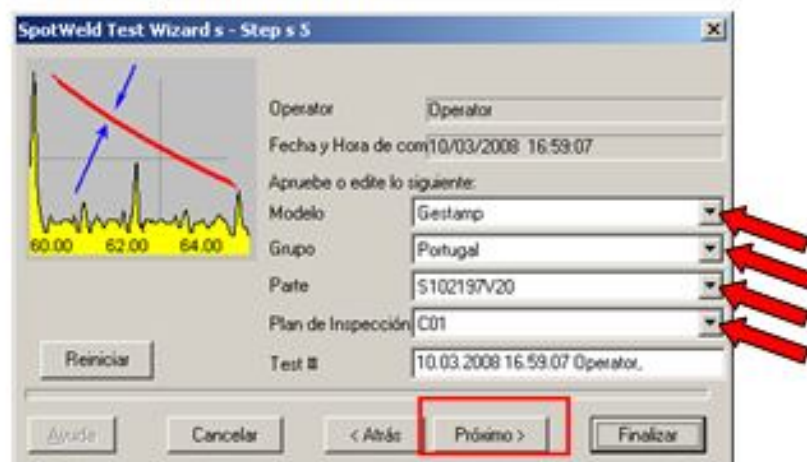 SpotWeld Test Wizard s - Step s 5
Operator Operator
Fecha y Hora de com 10/03/2008 16:59:07
Apruebe o edite lo siguiente:
Modelo Gestamp
60.00 62.00 64.00
Grupo Portugal
Parte S102197V20
Plan de Inspección C01
Reiniciar
Test # 10.03.2008 16.59.07 Operator,
Ayuda Cancelar < Atrás Próximo > Finalizar